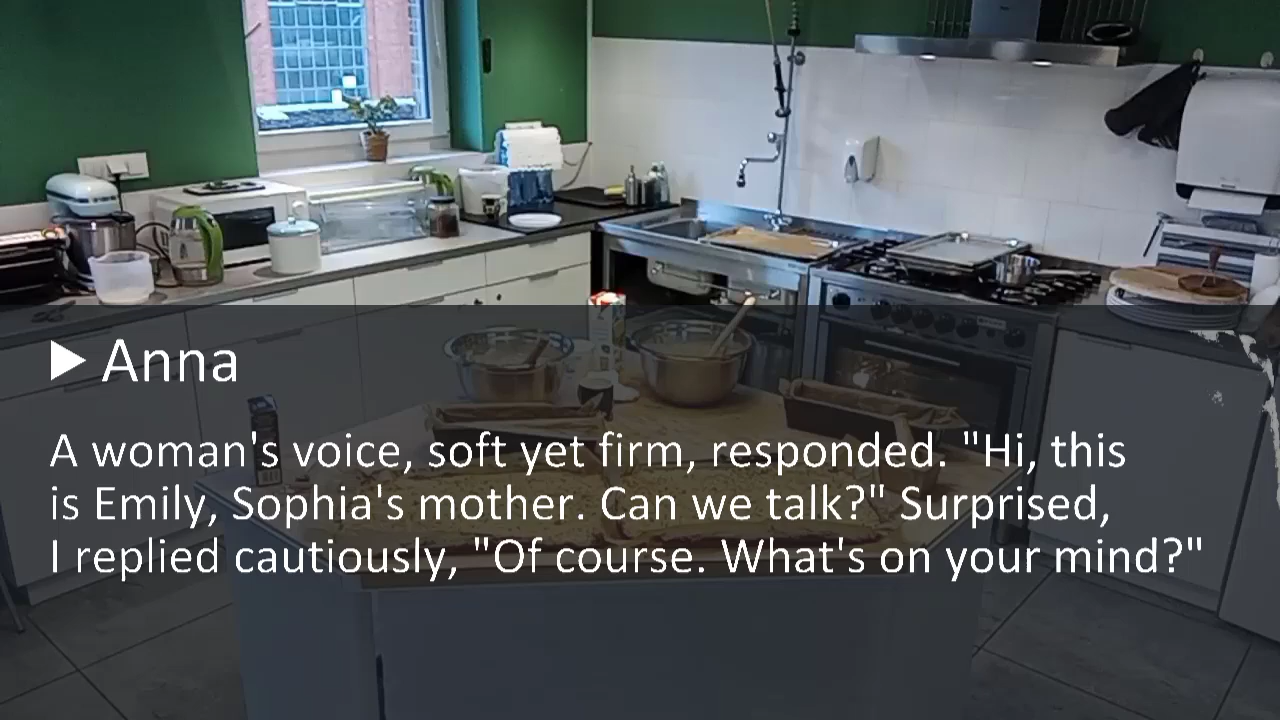 Anna
A woman's voice, soft yet firm, responded. "Hi, this
is Emily, Sophia's mother. Can we talk?" Surprised,
I replied cautiously, "Of course. What's on your mind?"